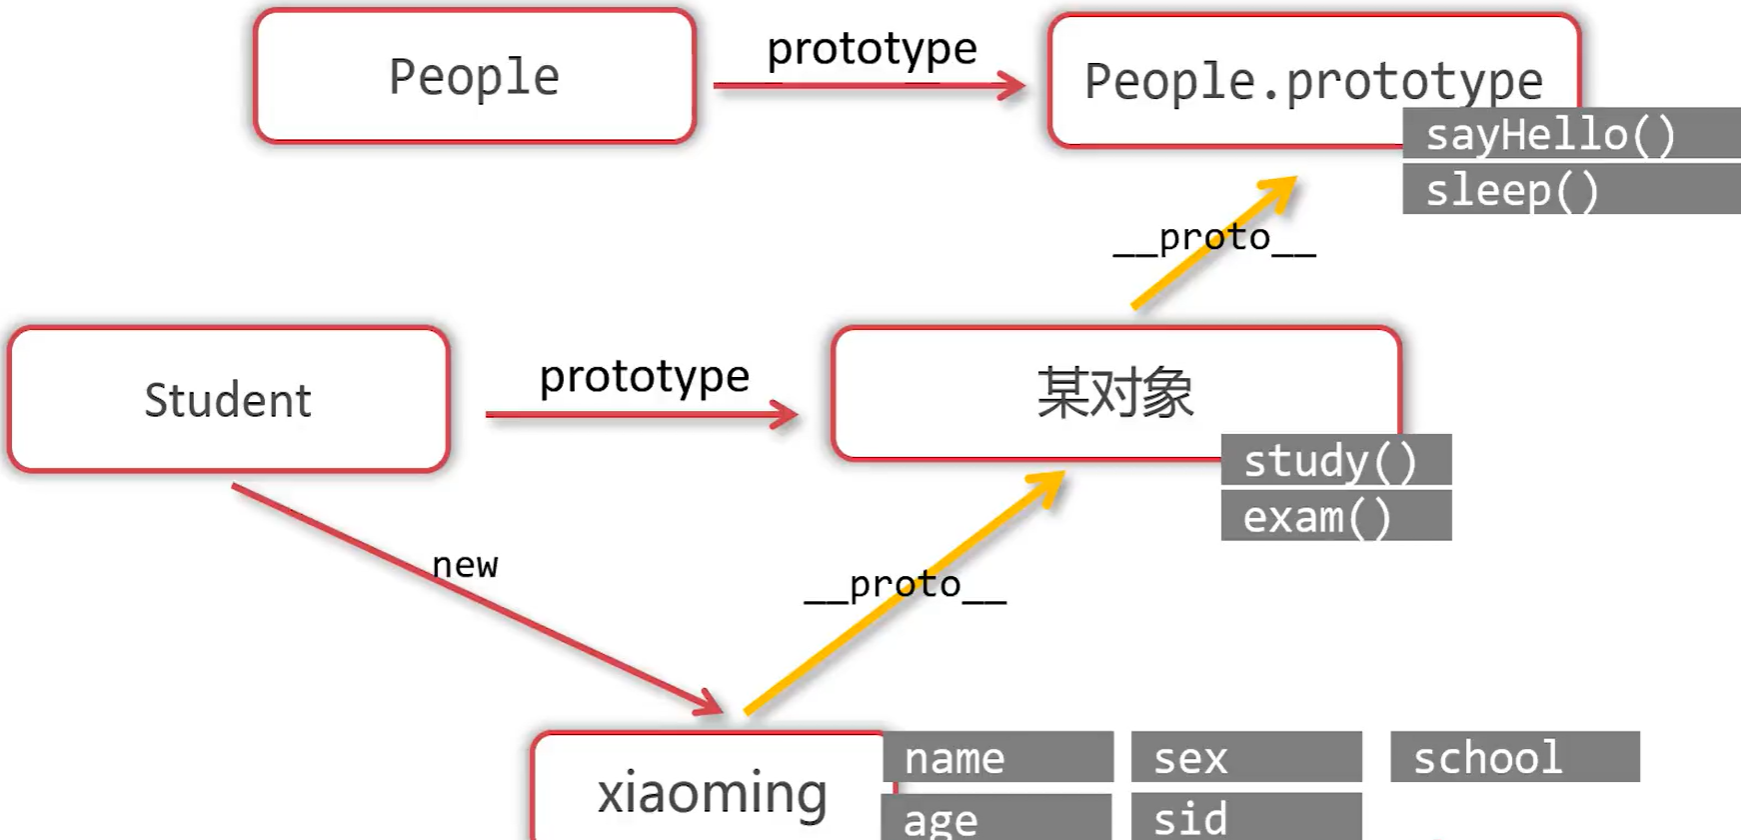 People
prototype
People.prototype
sayHello()
sleep()
__proto__
Student
prototype
某对象
study()
exam()
new
__proto__
xiaoming
name
sex
school
age
sid